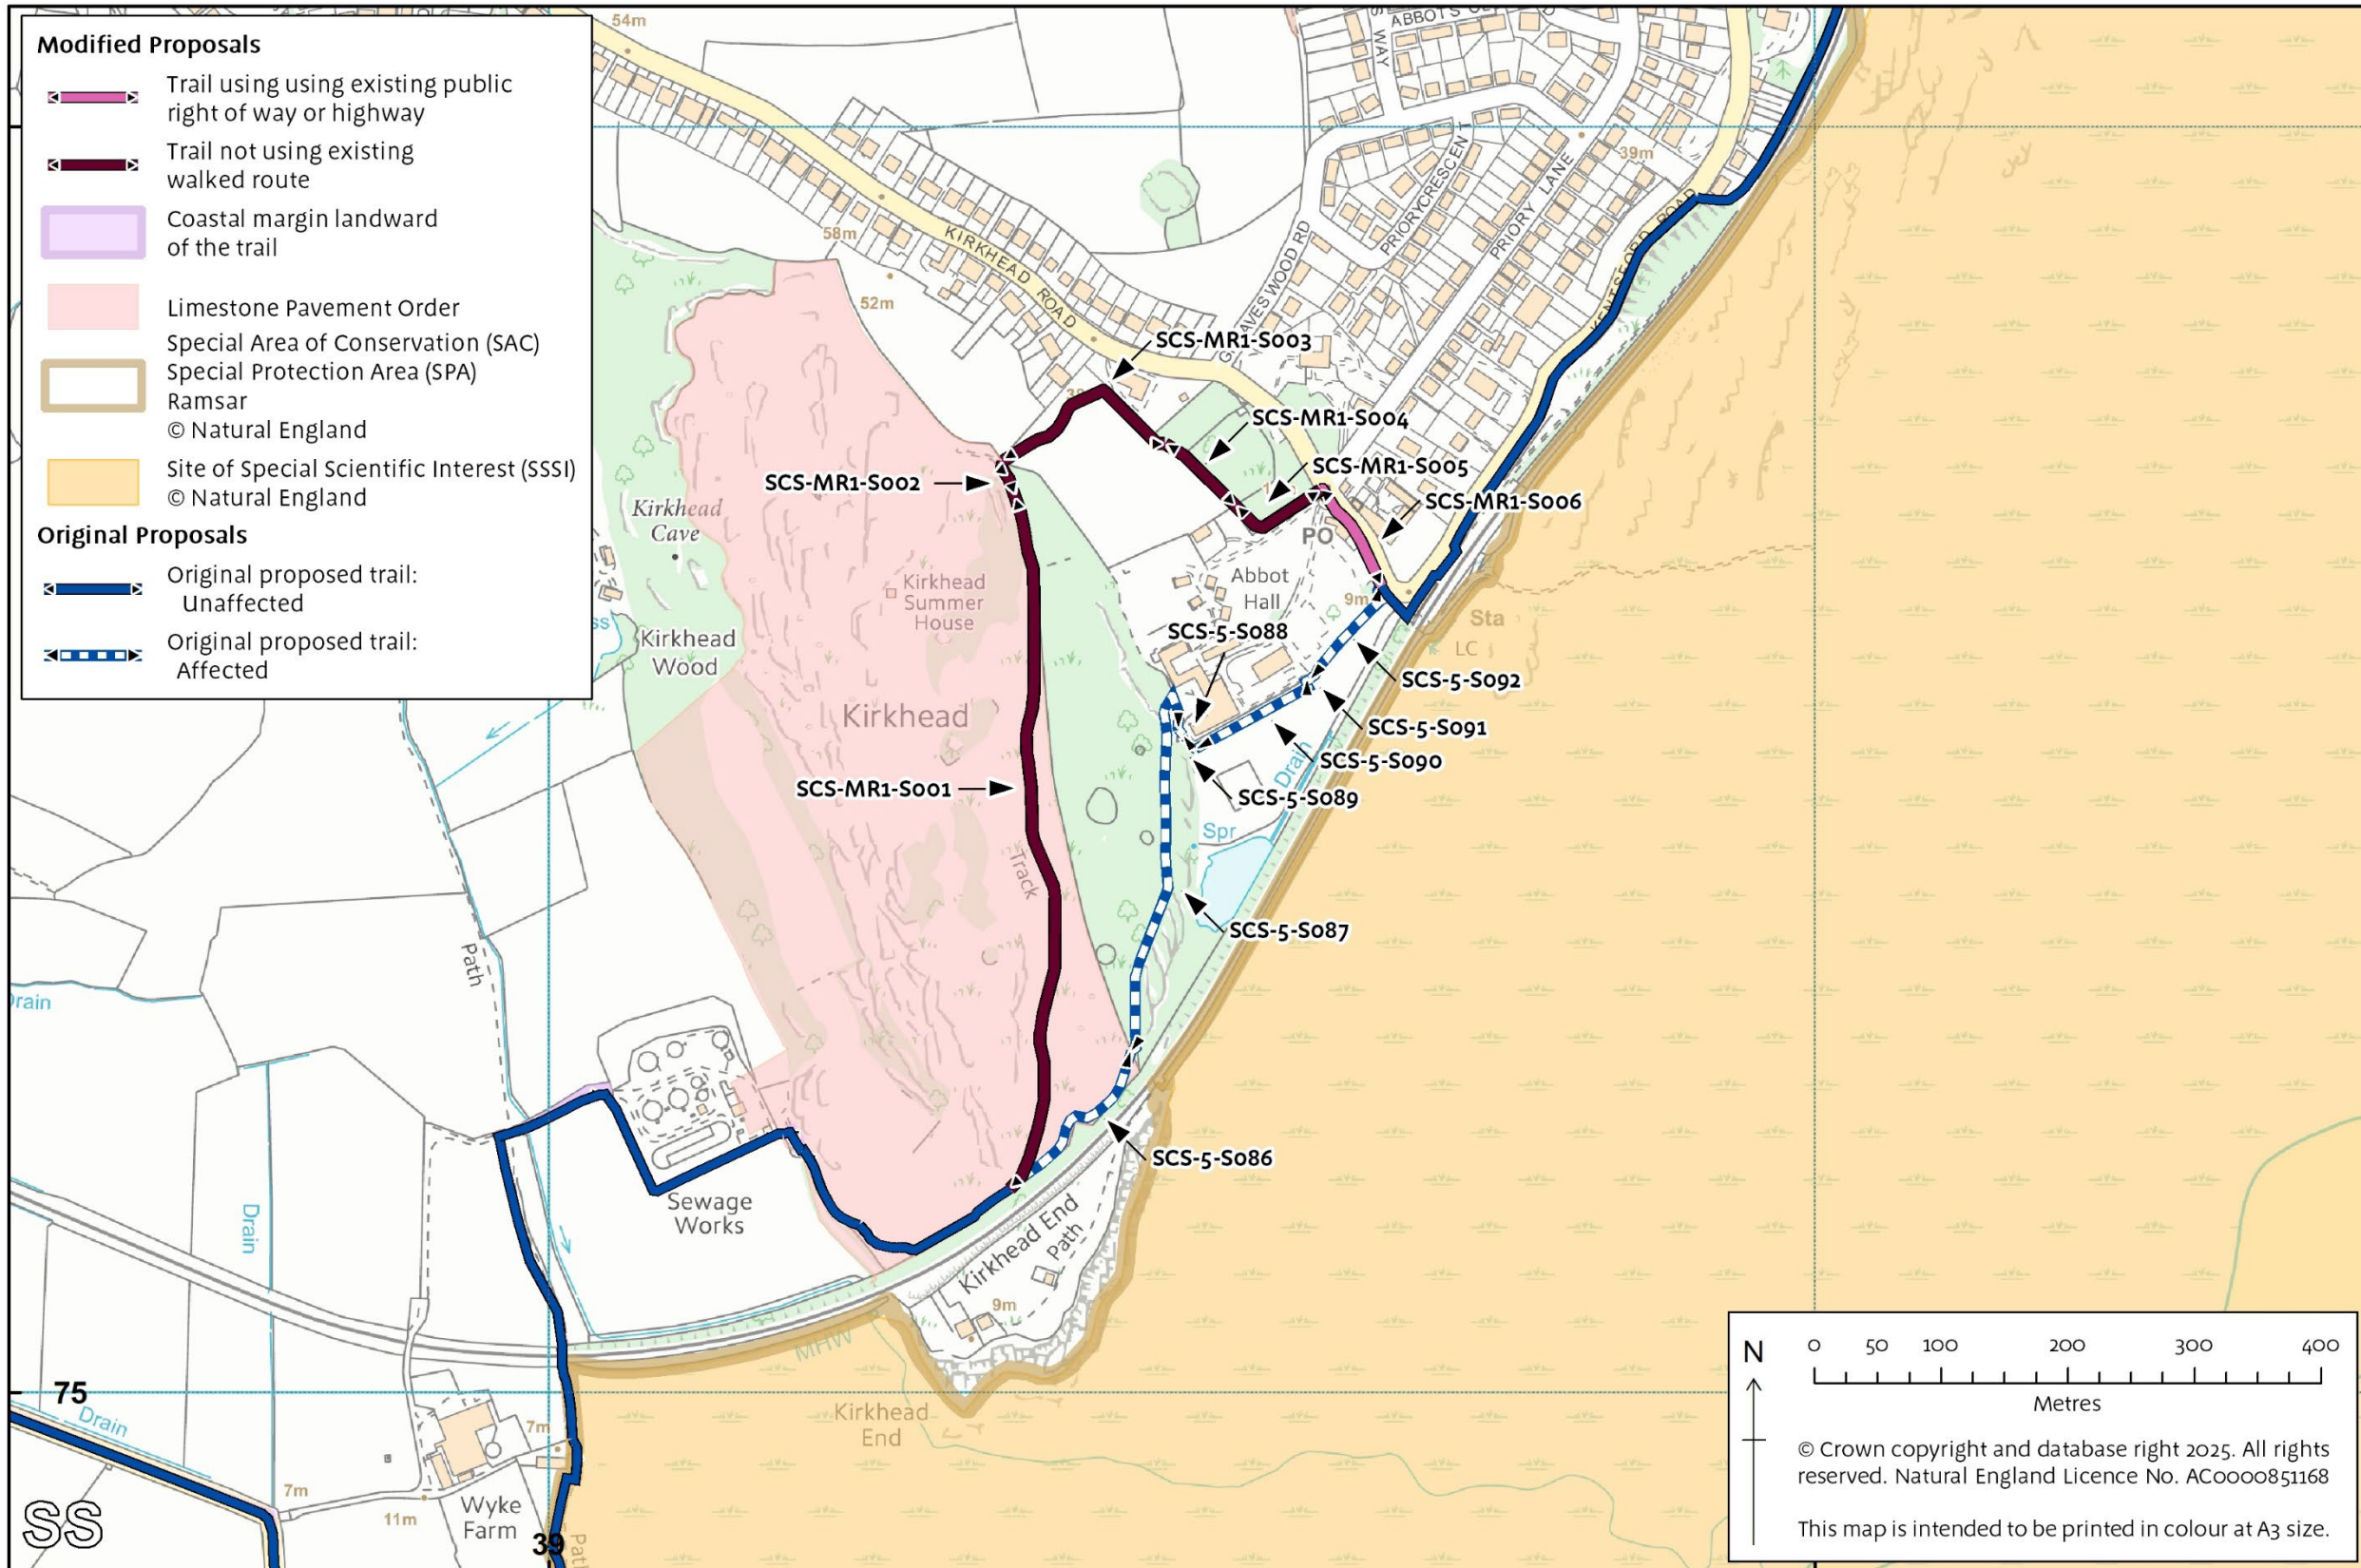 Modified Proposals
Trail using using existing public
right of way or highway
Trail not using existing
walked route
Coastal margin landward
of the trail
Limestone Pavement Order
Special Area of Conservation (SAC)
Special Protection Area (SPA)
Ramsar
© Natural England
Site of Special Scientific Interest (SSSI)
© Natural England
Original Proposals
Original proposed trail:
Unaffected
Original proposed trail:
Affected
54m
ABBOTS
WAY
39m
58m
52m
KIRKHEAD ROAD
PRIORY CRESCENT
PRIORY LANE
KENTSFORD ROAD
WOOD RD
SCS-MR1-S003
SCS-MR1-S004
SCS-MR1-S005
SCS-MR1-S002
SCS-MR1-S006
PO
Kirkhead
Cave
Kirkhead
Summer
House
Abbot
Hall
9m
Sta
LC
Kirkhead
Wood
SCS-5-S088
SCS-5-S092
Kirkhead
SCS-5-S091
SCS-5-S090
Drain
SCS-MR1-S001
SCS-5-S089
Spr
Track
SCS-5-S087
Path
SCS-5-S086
Sewage
Works
Drain
Kirkhead End
Path
9m
MHW
75
Drain
Kirkhead
End
7m
7m
11m
Wyke
Farm
SS
39
Path
N
0 50 100 200 300 400
Metres
© Crown copyright and database right 2025. All rights
reserved. Natural England Licence No. AC0000851168
This map is intended to be printed in colour at A3 size.